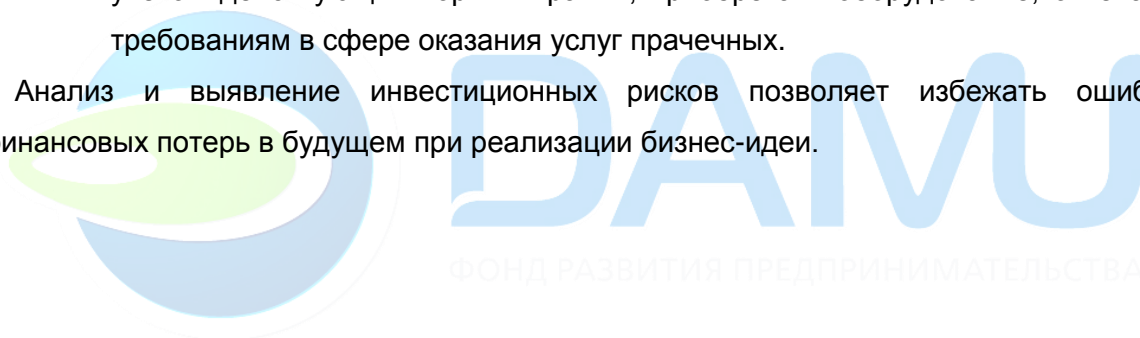 требованиям в сфере оказания услуг прачечных.
Анализ и выявление инвестиционных рисков позволяет избежать
инансовых потерь в будущем при реализации бизнес-идеи.
DAMU
ФОНД РАЗВИТИЯ ПРЕДПРИНИМАТЕЛЬСТВА